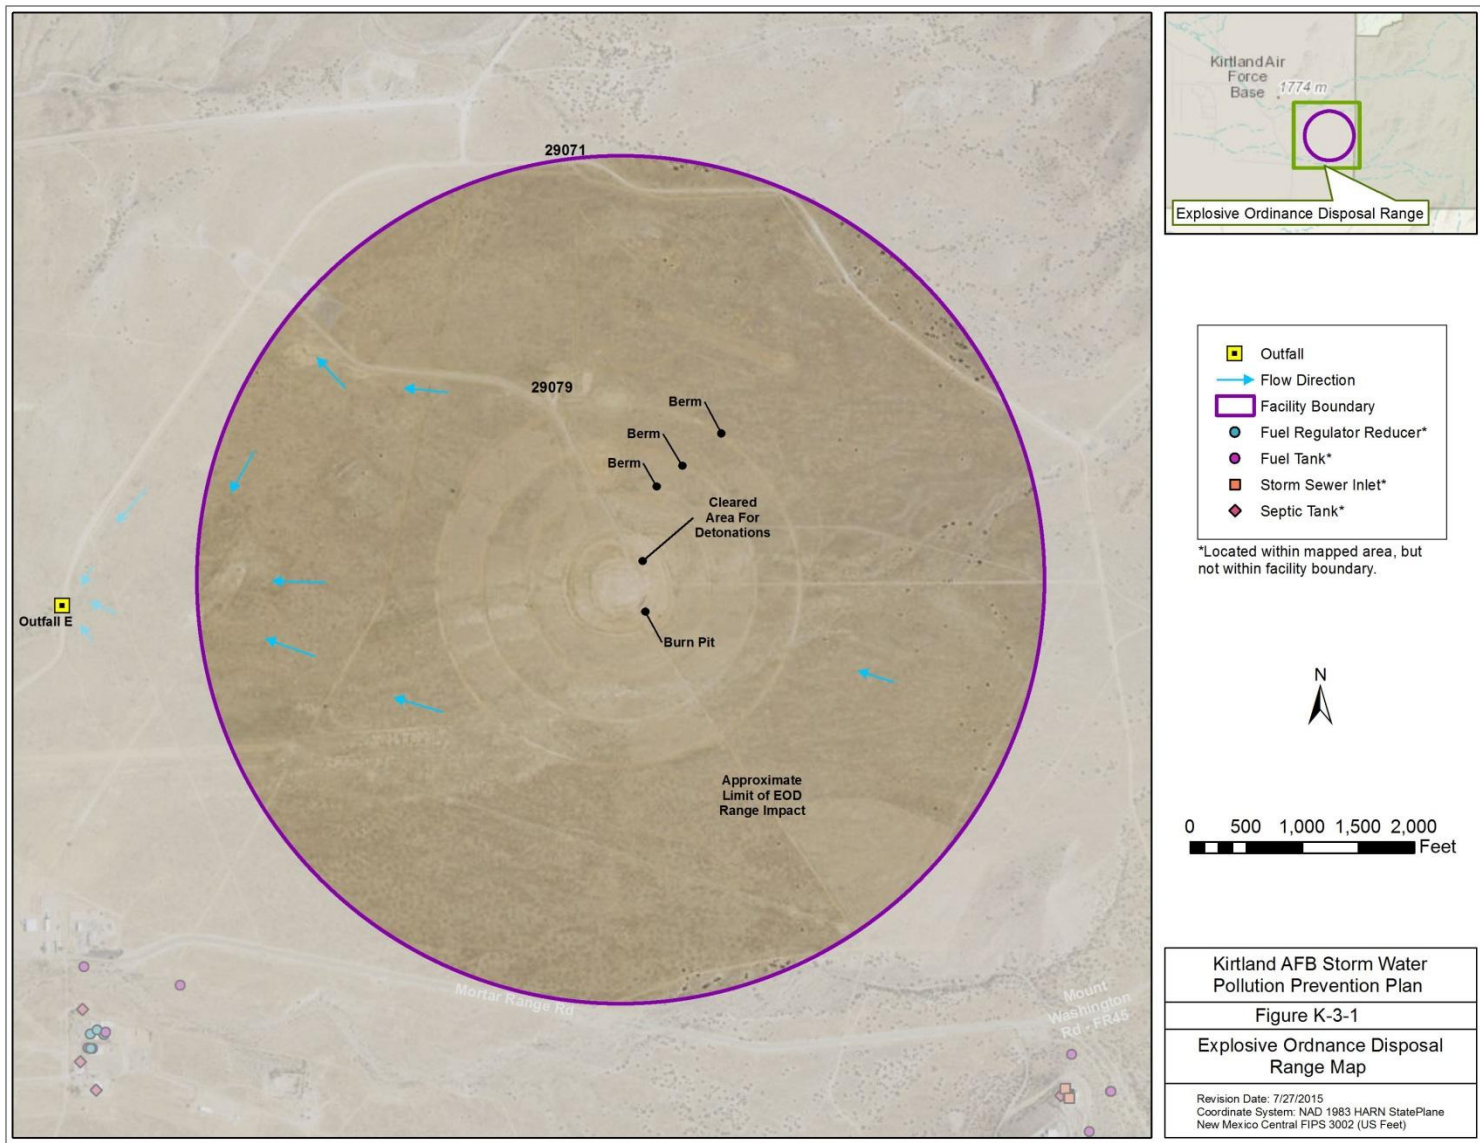 29071
29079
Berm
Berm
Berm
Cleared
Area For
Detonations
Burn Pit
Outfall E
Approximate
Limit of EOD
Range Impact
Mortar Range Rd
Mount
Washington
Rd - FR45
Kirtland Air
Force
Base
1774 m
Explosive Ordinance Disposal Range
Outfall
Flow Direction
Facility Boundary
Fuel Regulator Reducer*
Fuel Tank*
Storm Sewer Inlet*
Septic Tank*
*Located within mapped area, but
not within facility boundary.
N
0 500 1,000 1,500 2,000
Feet
Kirtland AFB Storm Water
Pollution Prevention Plan
Figure K-3-1
Explosive Ordnance Disposal
Range Map
Revision Date: 7/27/2015
Coordinate System: NAD 1983 HARN StatePlane
New Mexico Central FIPS 3002 (US Feet)